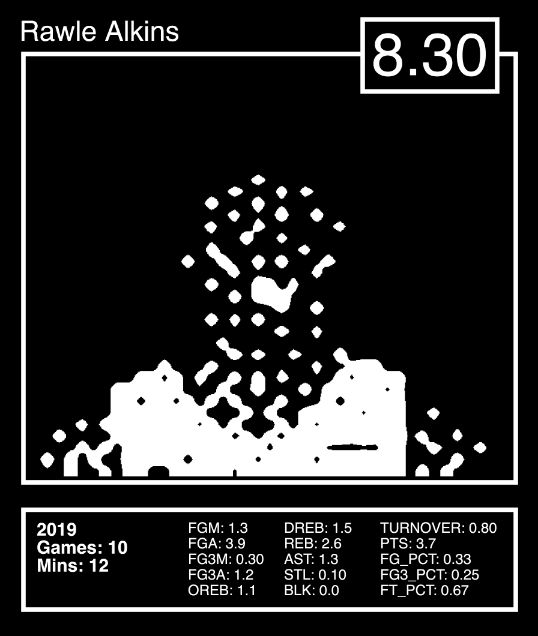 Rawle Alkins
8.30
2019
Games: 10
Mins: 12
FGM: 1.3
FGA: 3.9
FG3M: 0.30
FG3A: 1.2
OREB: 1.1
DREB: 1.5
REB: 2.6
AST: 1.3
STL: 0.10
BLK: 0.0
TURNOVER: 0.80
PTS: 3.7
FG_PCT: 0.33
FG3_PCT: 0.25
FT_PCT: 0.67